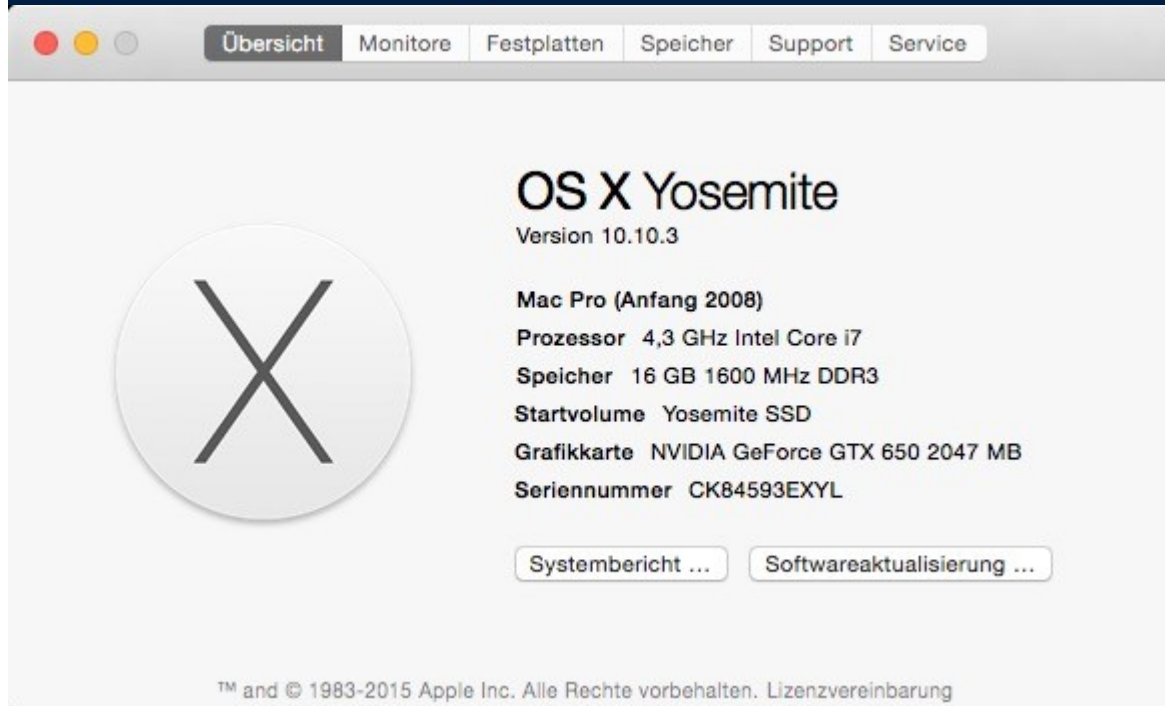 Übersicht Monitore Festplatten Speicher Support Service
OS X Yosemite
Version 10.10.3
Mac Pro (Anfang 2008)
Prozessor 4,3 GHz Intel Core i7
Speicher 16 GB 1600 MHz DDR3
Startvolume Yosemite SSD
Grafikkarte NVIDIA GeForce GTX 650 2047 MB
Seriennummer CK84593EXYL
Systembericht ... Softwareaktualisierung ...
™ and © 1983-2015 Apple Inc. Alle Rechte vorbehalten. Lizenzvereinbarung